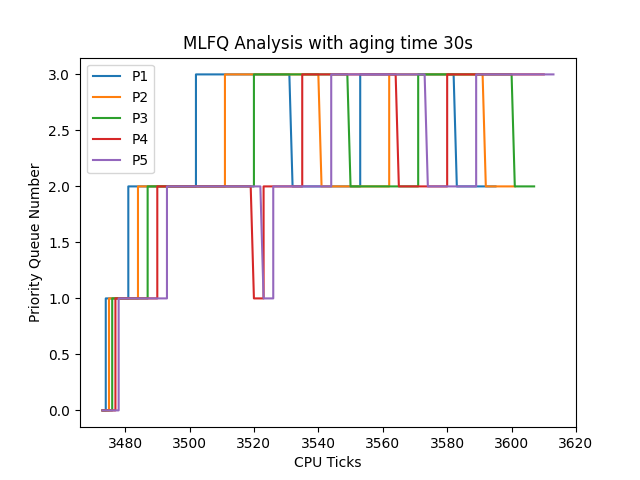 MLFQ Analysis with aging time 30s
P1
P2
P3
P4
P5
3.0
2.5
2.0
1.5
1.0
0.5
0.0
Priority Queue Number
3480 3500 3520 3540 3560 3580 3600 3620
CPU Ticks